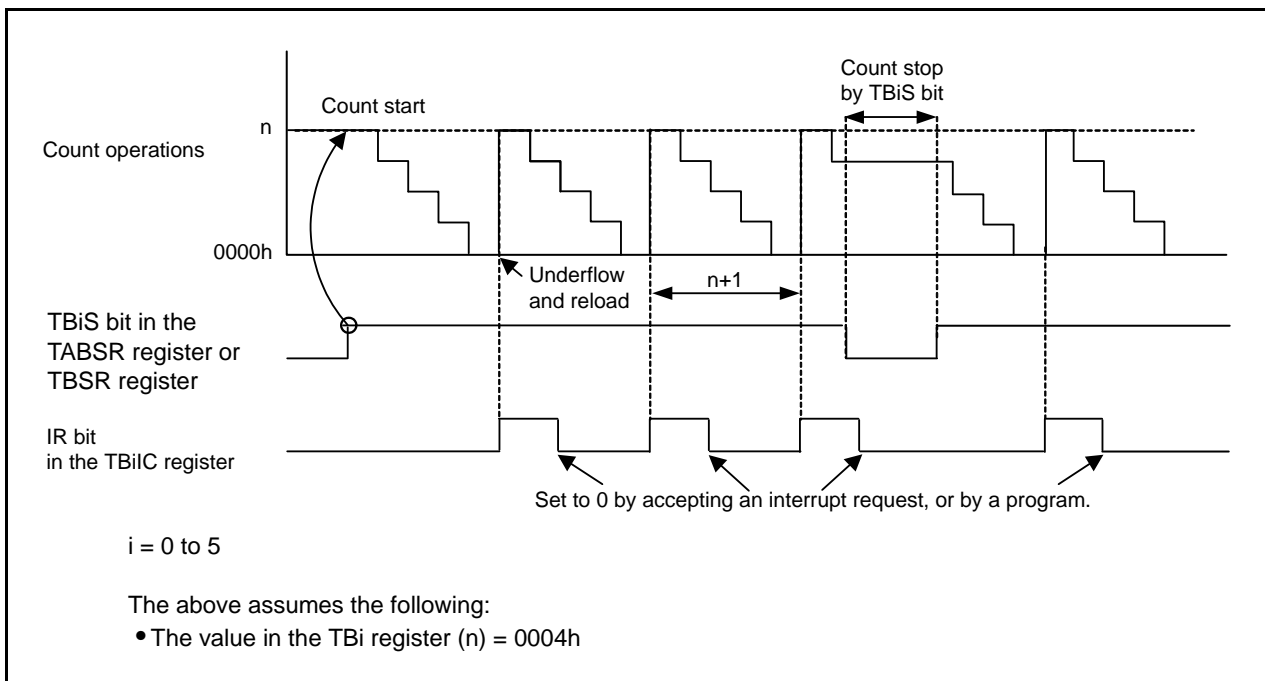 Count stop
by TBiS bit
Count start
n
Count operations
0000h
Underflow
and reload
n+1
TBiS bit in the
TABSR register or
TBSR register
IR bit
in the TBiIC register
Set to 0 by accepting an interrupt request, or by a program.
i = 0 to 5
The above assumes the following:
• The value in the TBi register (n) = 0004h